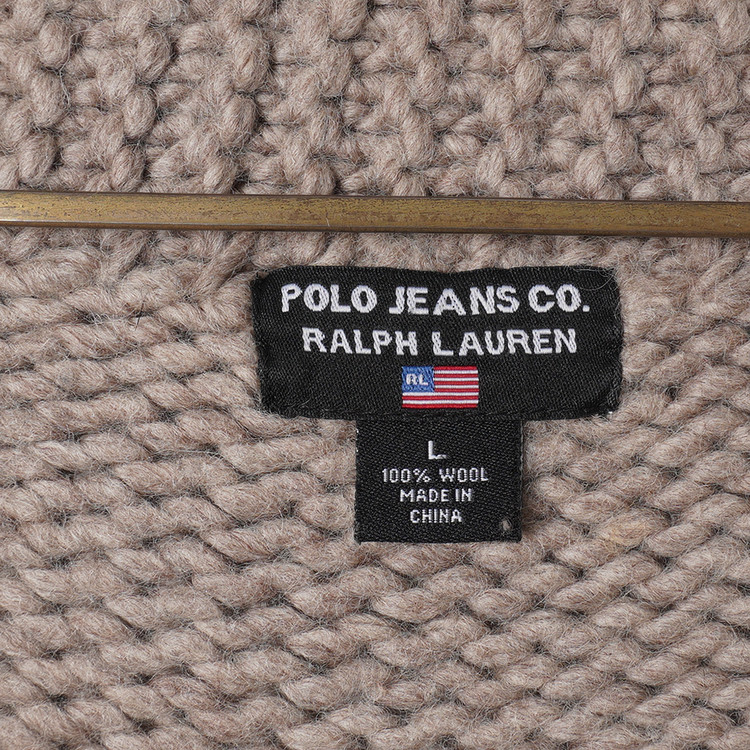 POLO JEANS CO.
RALPH LAUREN
RL
L
100% WOOL
MADE IN
CHINA